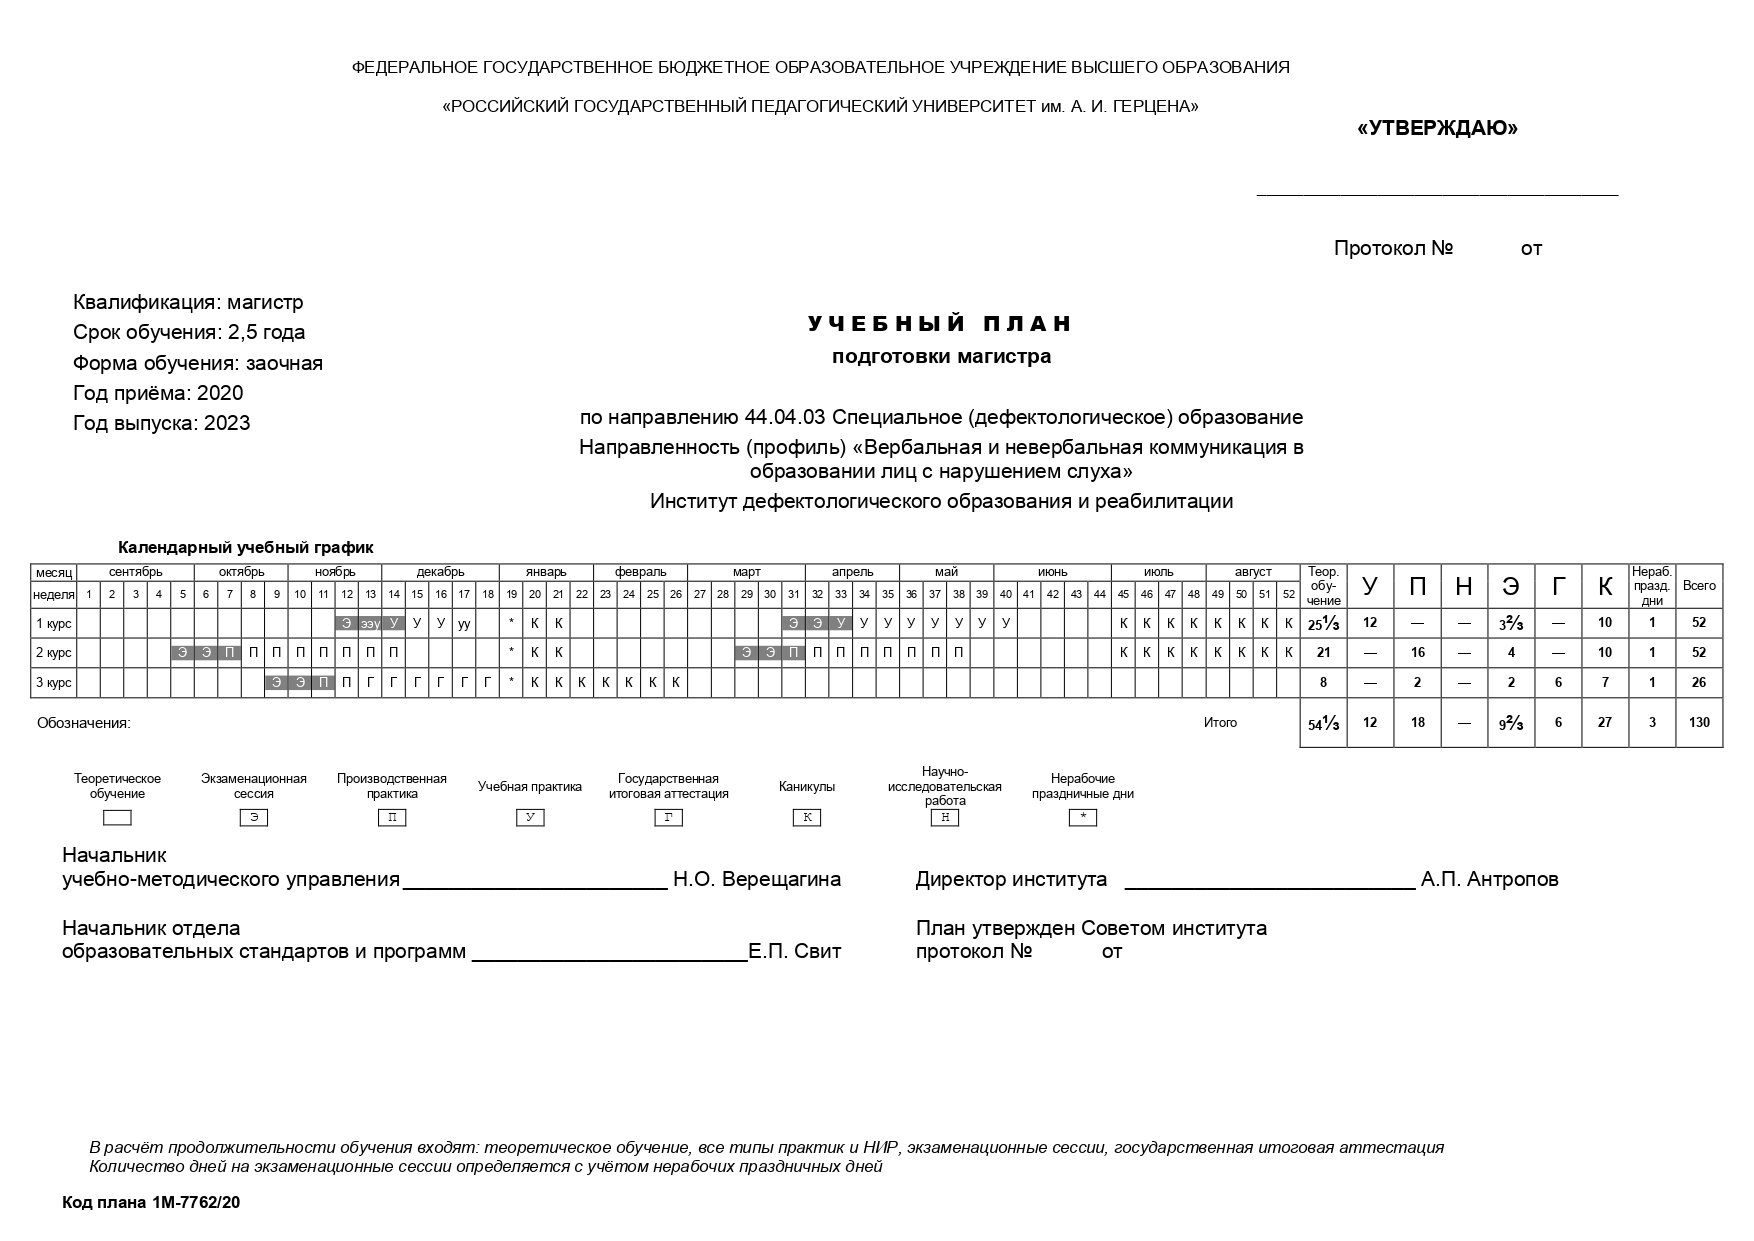 ФЕДЕРАЛЬНОЕ ГОСУДАРСТВЕННОЕ БЮДЖЕТНОЕ ОБРАЗОВАТЕЛЬНОЕ УЧРЕЖДЕНИЕ ВЫСШЕГО ОБРАЗОВАНИЯ
«РОССИЙСКИЙ ГОСУДАРСТВЕННЫЙ ПЕДАГОГИЧЕСКИЙ УНИВЕРСИТЕТ им. А. И. ГЕРЦЕНА»
«УТВЕРЖДАЮ»
Протокол № от
Квалификация: магистр
Срок обучения: 2,5 года
Форма обучения: заочная
Год приёма: 2020
Год выпуска: 2023
УЧЕБНЫЙ ПЛАН
подготовки магистра
по направлению 44.04.03 Специальное (дефектологическое) образование
Направленность (профиль) «Вербальная и невербальная коммуникация в
образовании лиц с нарушением слуха»
Институт дефектологического образования и реабилитации
Календарный учебный график
месяц сентябрь октябрь ноябрь декабрь январь февраль март апрель май июнь июль август Теор. обу-чение У П Н Э Г К Нераб. празд. дни Всего
неделя 1 2 3 4 5 6 7 8 9 10 11 12 13 14 15 16 17 18 19 20 21 22 23 24 25 26 27 28 29 30 31 32 33 34 35 36 37 38 39 40 41 42 43 44 45 46 47 48 49 50 51 52
1 курс Э ээу У У У уу * К К Э Э У У У У У У У У К К К К К К К К 25⅓ 12 — — 3⅔ — 10 1 52
2 курс Э Э П П П П П П П П * К К Э Э П П П П П П П П К К К К К К К К 21 — 16 — 4 — 10 1 52
3 курс Э Э П П Г Г Г Г Г Г * К К К К К К К 8 — 2 — 2 6 7 1 26
Обозначения: Итого 54⅓ 12 18 — 9⅔ 6 27 3 130
Теоретическое
обучение
Экзаменационная
сессия
Э
Производственная
практика
П
Учебная практика
У
Государственная
итоговая аттестация
Г
Каникулы
К
Научно-
исследовательская
работа
Н
Нерабочие
праздничные дни
*
Начальник
учебно-методического управления Н.О. Верещагина
Директор института А.П. Антропов
Начальник отдела
образовательных стандартов и программ Е.П. Свит
План утвержден Советом института
протокол № от
В расчёт продолжительности обучения входят: теоретическое обучение, все типы практик и НИР, экзаменационные сессии, государственная итоговая аттестация
Количество дней на экзаменационные сессии определяется с учётом нерабочих праздничных дней
Код плана 1М-7762/20